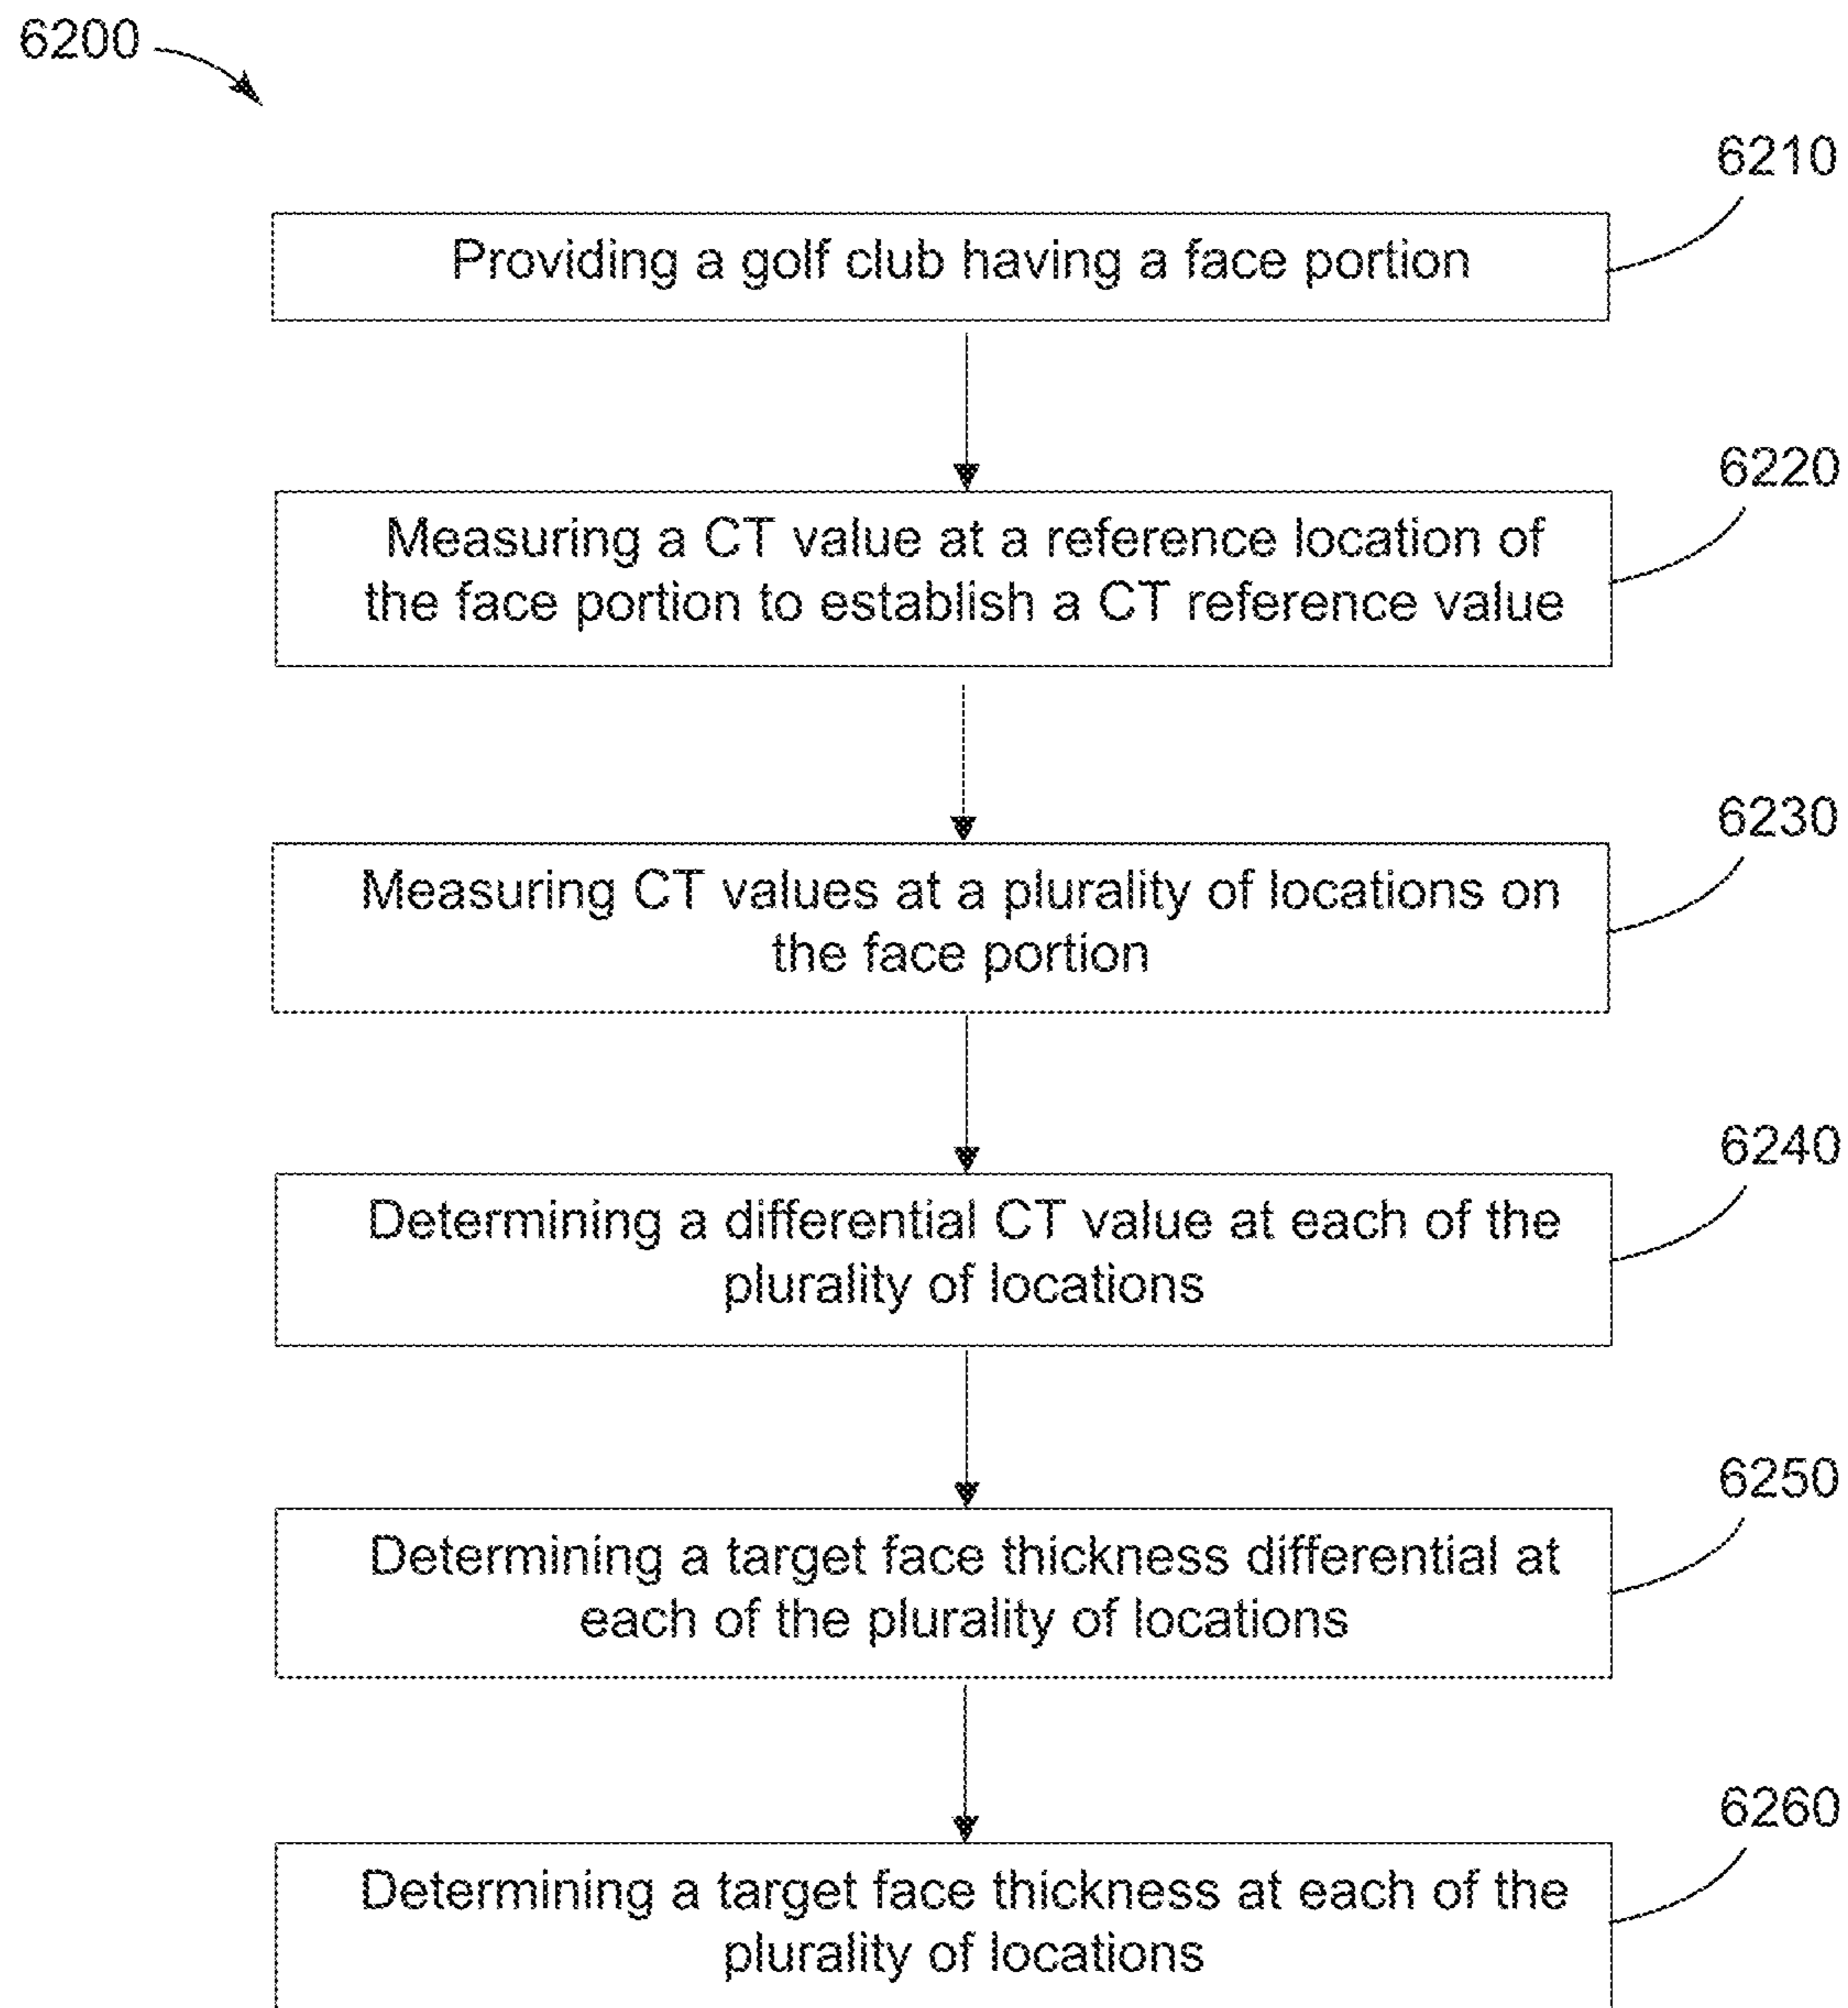 6200
6210
Providing a golf club having a face portion
6220
Measuring a CT value at a reference location of
the face portion to establish a CT reference value
6230
Measuring CT values at a plurality of locations on
the face portion
6240
Determining a differential CT value at each of the
plurality of locations
6250
Determining a target face thickness differential at
each of the plurality of locations
6260
Determining a target face thickness at each of the
plurality of locations